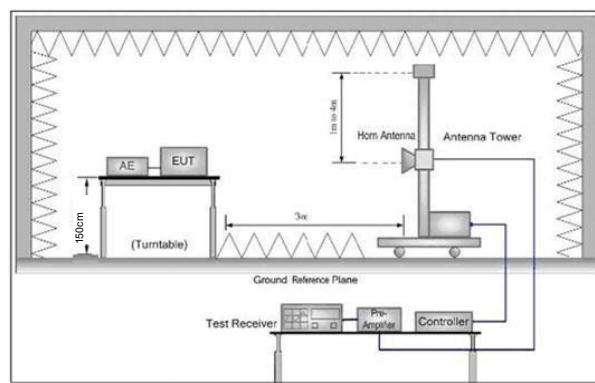 1m to 4m
Horn Antenna
Antenna Tower
AE
EUT
150cm
(Turntable)
3m
Ground Reference Plane
Test Receiver
Pre-
Amplifier
Controller